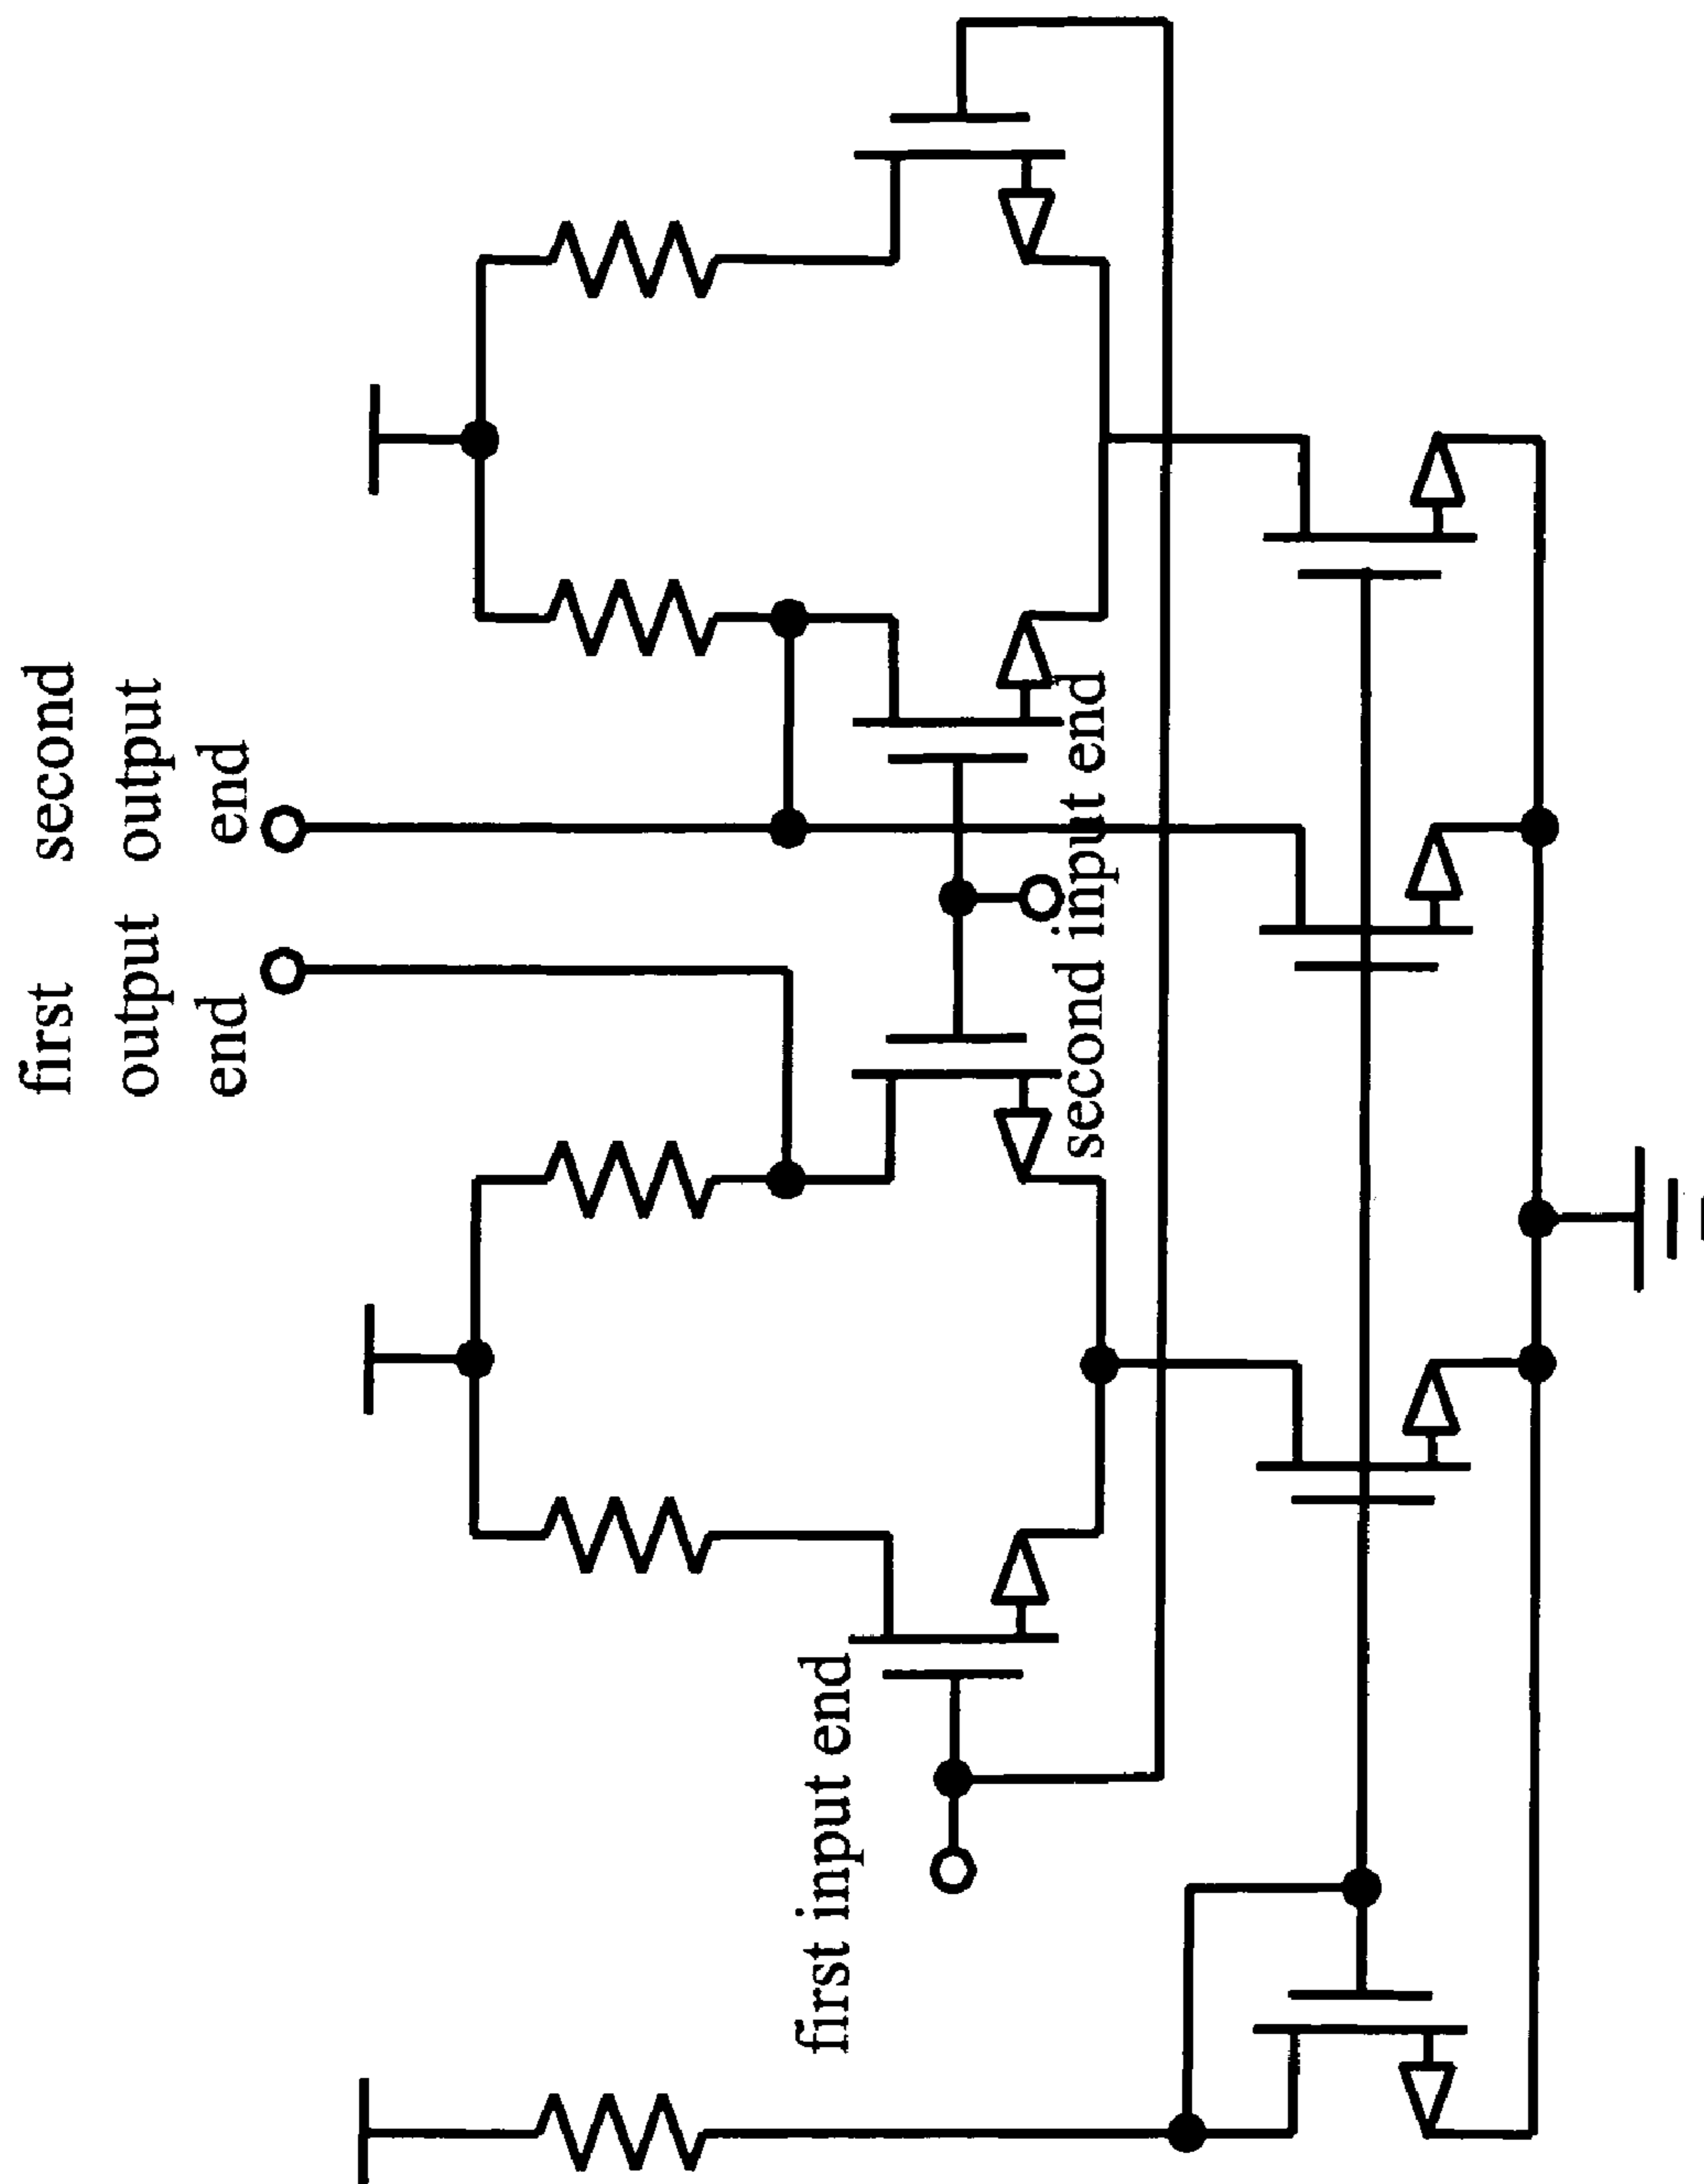 first
output
end
second
output
end
first input end
second input end